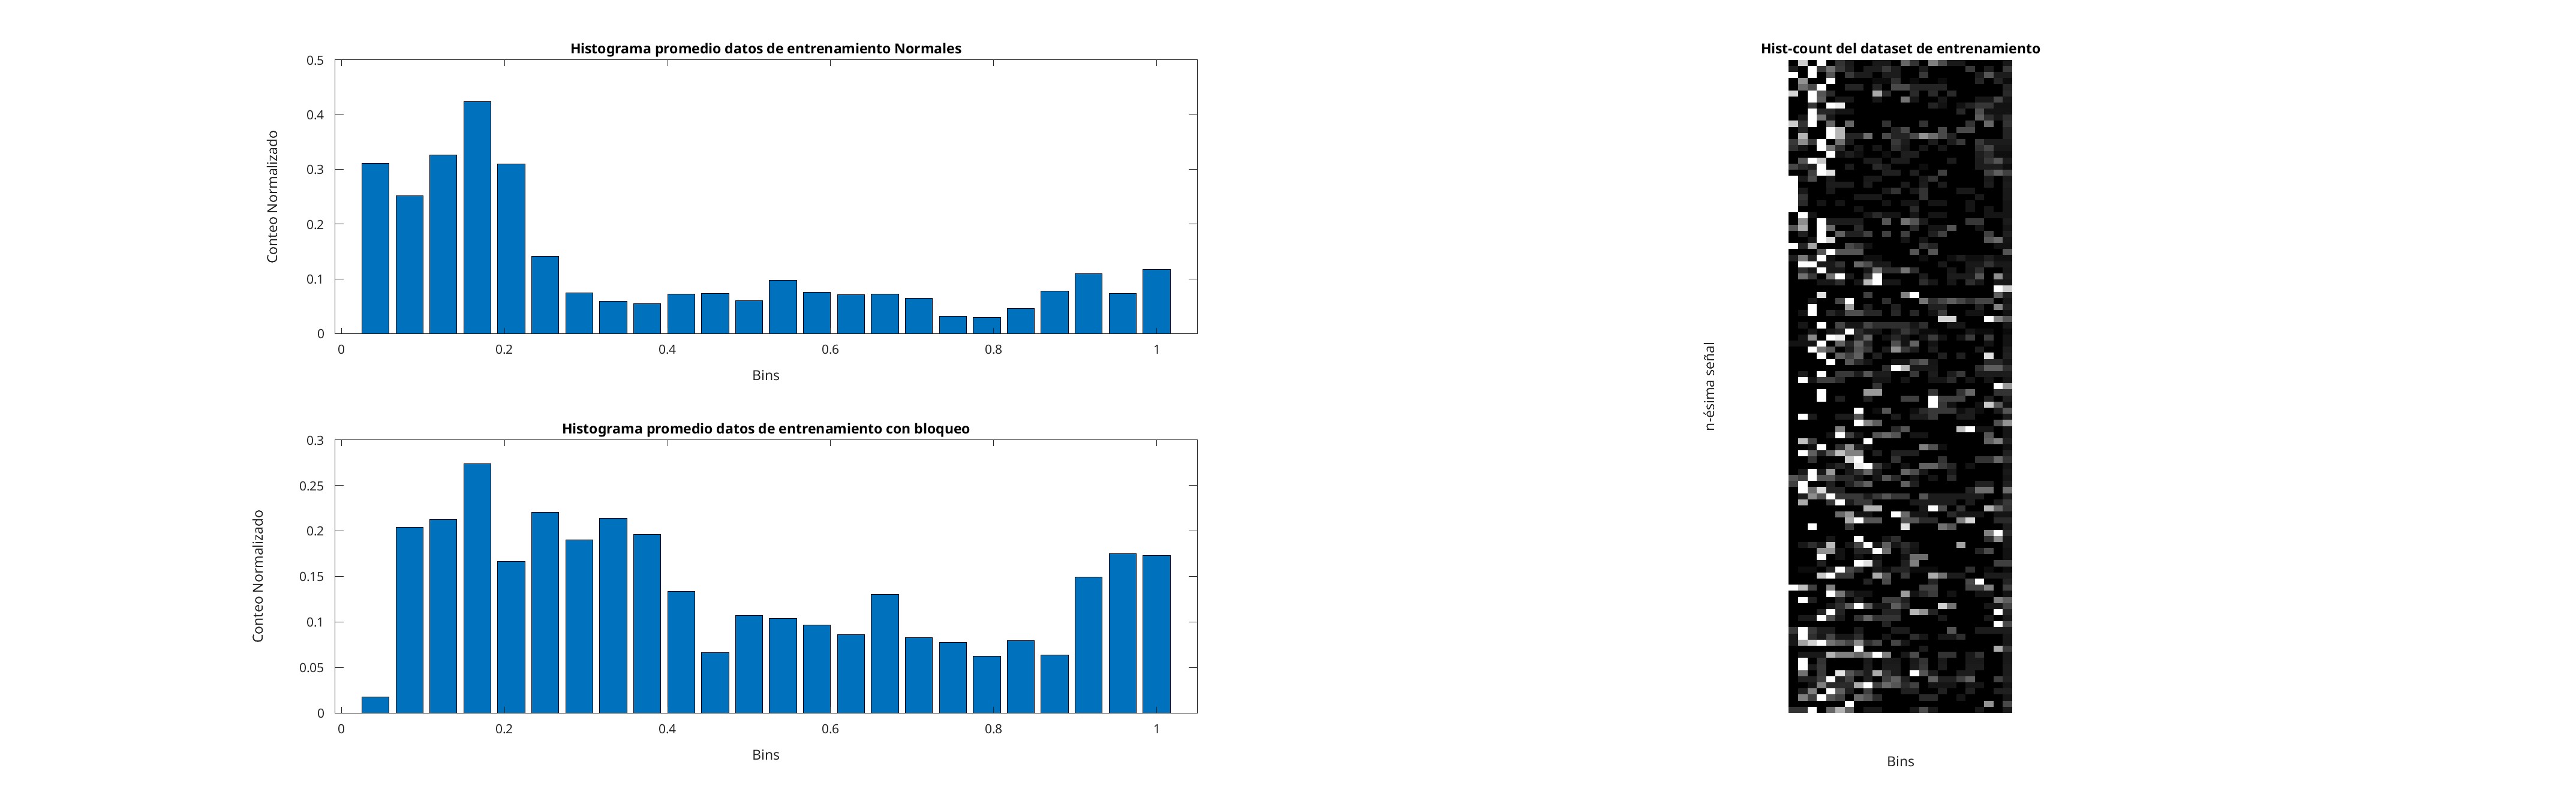 Histograma promedio datos de entrenamiento Normales
0.5
0.4
0.3
0.2
0.1
0
Conteo Normalizado
0 0.2 0.4 0.6 0.8 1
Bins
Histograma promedio datos de entrenamiento con bloqueo
0.3
0.25
0.2
0.15
0.1
0.05
0
Conteo Normalizado
0 0.2 0.4 0.6 0.8 1
Bins
Hist-count del dataset de entrenamiento
n-ésima señal
Bins